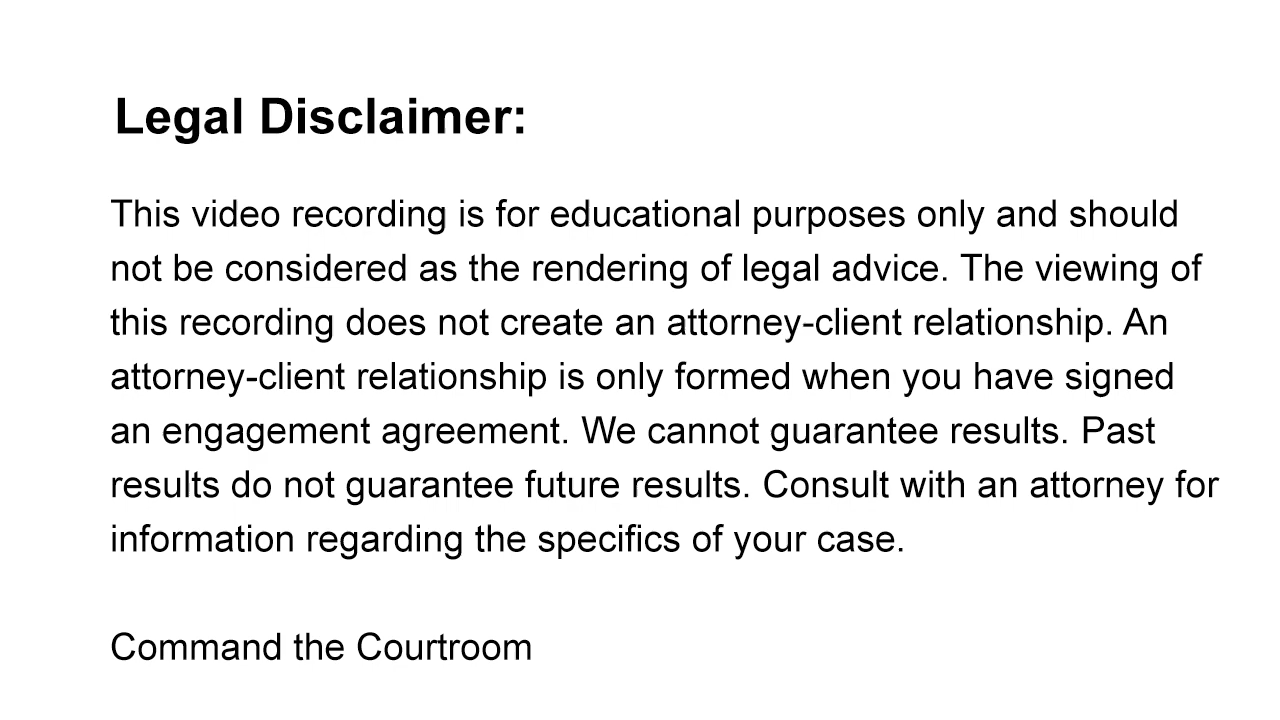 Legal Disclaimer:
This video recording is for educational purposes only and should
not be considered as the rendering of legal advice. The viewing of
this recording does not create an attorney-client relationship. An
attorney-client relationship is only formed when you have signed
an engagement agreement. We cannot guarantee results. Past
results do not guarantee future results. Consult with an attorney for
information regarding the specifics of your case.
Command the Courtroom